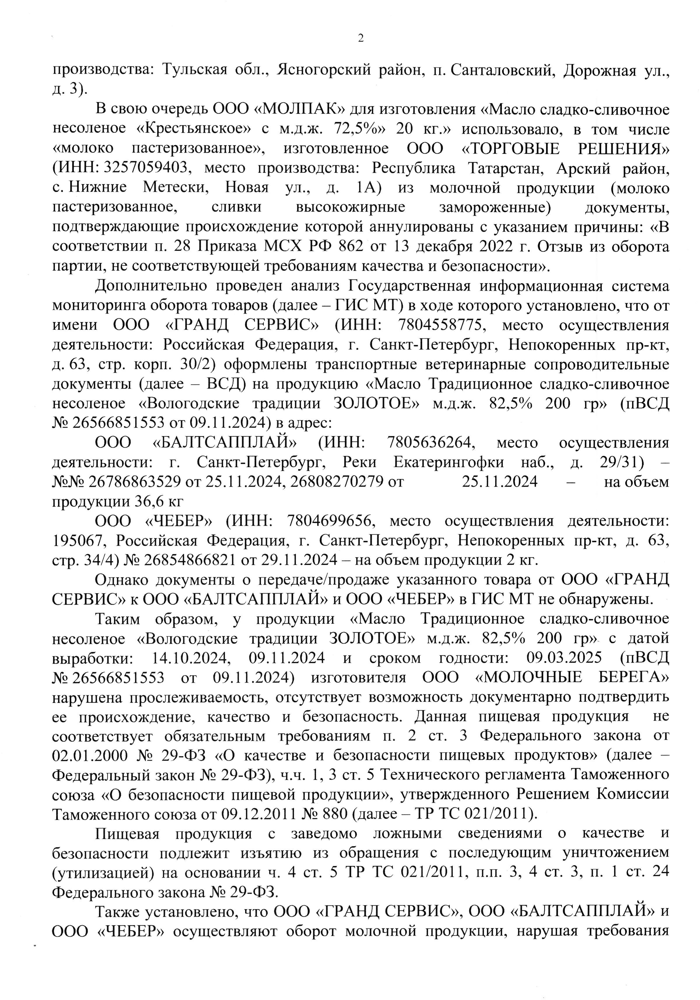 2
производства: Тульская обл., Ясногорский район, п. Санталовский, Дорожная ул.,
д. 3).
В свою очередь ООО «МОЛПАК» для изготовления «Масло сладко-сливочное
несоленое «Крестьянское» с м.д.ж. 72,5%» 20 кг.» использовало, в том числе
«молоко пастеризованное», изготовленное ООО «ТОРГОВЫЕ РЕШЕНИЯ»
(ИНН: 3257059403, место производства: Республика Татарстан, Арский район,
с. Нижние Метески, Новая ул., д. 1А) из молочной продукции (молоко
пастеризованное, сливки высокожирные замороженные) документы,
подтверждающие происхождение которой аннулированы с указанием причины: «В
соответствии п. 28 Приказа МСХ РФ 862 от 13 декабря 2022 г. Отзыв из оборота
партии, не соответствующей требованиям качества и безопасности».
Дополнительно проведен анализ Государственная информационная система
мониторинга оборота товаров (далее – ГИС МТ) в ходе которого установлено, что от
имени ООО «ГРАНД СЕРВИС» (ИНН: 7804558775, место осуществления
деятельности: Российская Федерация, г. Санкт-Петербург, Непокоренных пр-кт,
д. 63, стр. корп. 30/2) оформлены транспортные ветеринарные сопроводительные
документы (далее – ВСД) на продукцию «Масло Традиционное сладко-сливочное
несоленое «Вологодские традиции ЗОЛОТОЕ» м.д.ж. 82,5% 200 гр» (пВСД
№ 26566851553 от 09.11.2024) в адрес:
ООО «БАЛТСАППЛАЙ» (ИНН: 7805636264, место осуществления
деятельности: г. Санкт-Петербург, Реки Екатерингофки наб., д. 29/31) –
№№ 26786863529 от 25.11.2024, 26808270279 от 25.11.2024 – на объем
продукции 36,6 кг
ООО «ЧЕБЕР» (ИНН: 7804699656, место осуществления деятельности:
195067, Российская Федерация, г. Санкт-Петербург, Непокоренных пр-кт, д. 63,
стр. 34/4) № 26854866821 от 29.11.2024 – на объем продукции 2 кг.
Однако документы о передаче/продаже указанного товара от ООО «ГРАНД
СЕРВИС» к ООО «БАЛТСАППЛАЙ» и ООО «ЧЕБЕР» в ГИС МТ не обнаружены.
Таким образом, у продукции «Масло Традиционное сладко-сливочное
несоленое «Вологодские традиции ЗОЛОТОЕ» м.д.ж. 82,5% 200 гр» с датой
выработки: 14.10.2024, 09.11.2024 и сроком годности: 09.03.2025 (пВСД
№ 26566851553 от 09.11.2024) изготовителя ООО «МОЛОЧНЫЕ БЕРЕГА»
нарушена прослеживаемость, отсутствует возможность документарно подтвердить
ее происхождение, качество и безопасность. Данная пищевая продукция не
соответствует обязательным требованиям п. 2 ст. 3 Федерального закона от
02.01.2000 № 29-ФЗ «О качестве и безопасности пищевых продуктов» (далее –
Федеральный закон № 29-ФЗ), ч.ч. 1, 3 ст. 5 Технического регламента Таможенного
союза «О безопасности пищевой продукции», утвержденного Решением Комиссии
Таможенного союза от 09.12.2011 № 880 (далее – ТР ТС 021/2011).
Пищевая продукция с заведомо ложными сведениями о качестве и
безопасности подлежит изъятию из обращения с последующим уничтожением
(утилизацией) на основании ч. 4 ст. 5 ТР ТС 021/2011, п.п. 3, 4 ст. 3, п. 1 ст. 24
Федерального закона № 29-ФЗ.
Также установлено, что ООО «ГРАНД СЕРВИС», ООО «БАЛТСАППЛАЙ» и
ООО «ЧЕБЕР» осуществляют оборот молочной продукции, нарушая требования